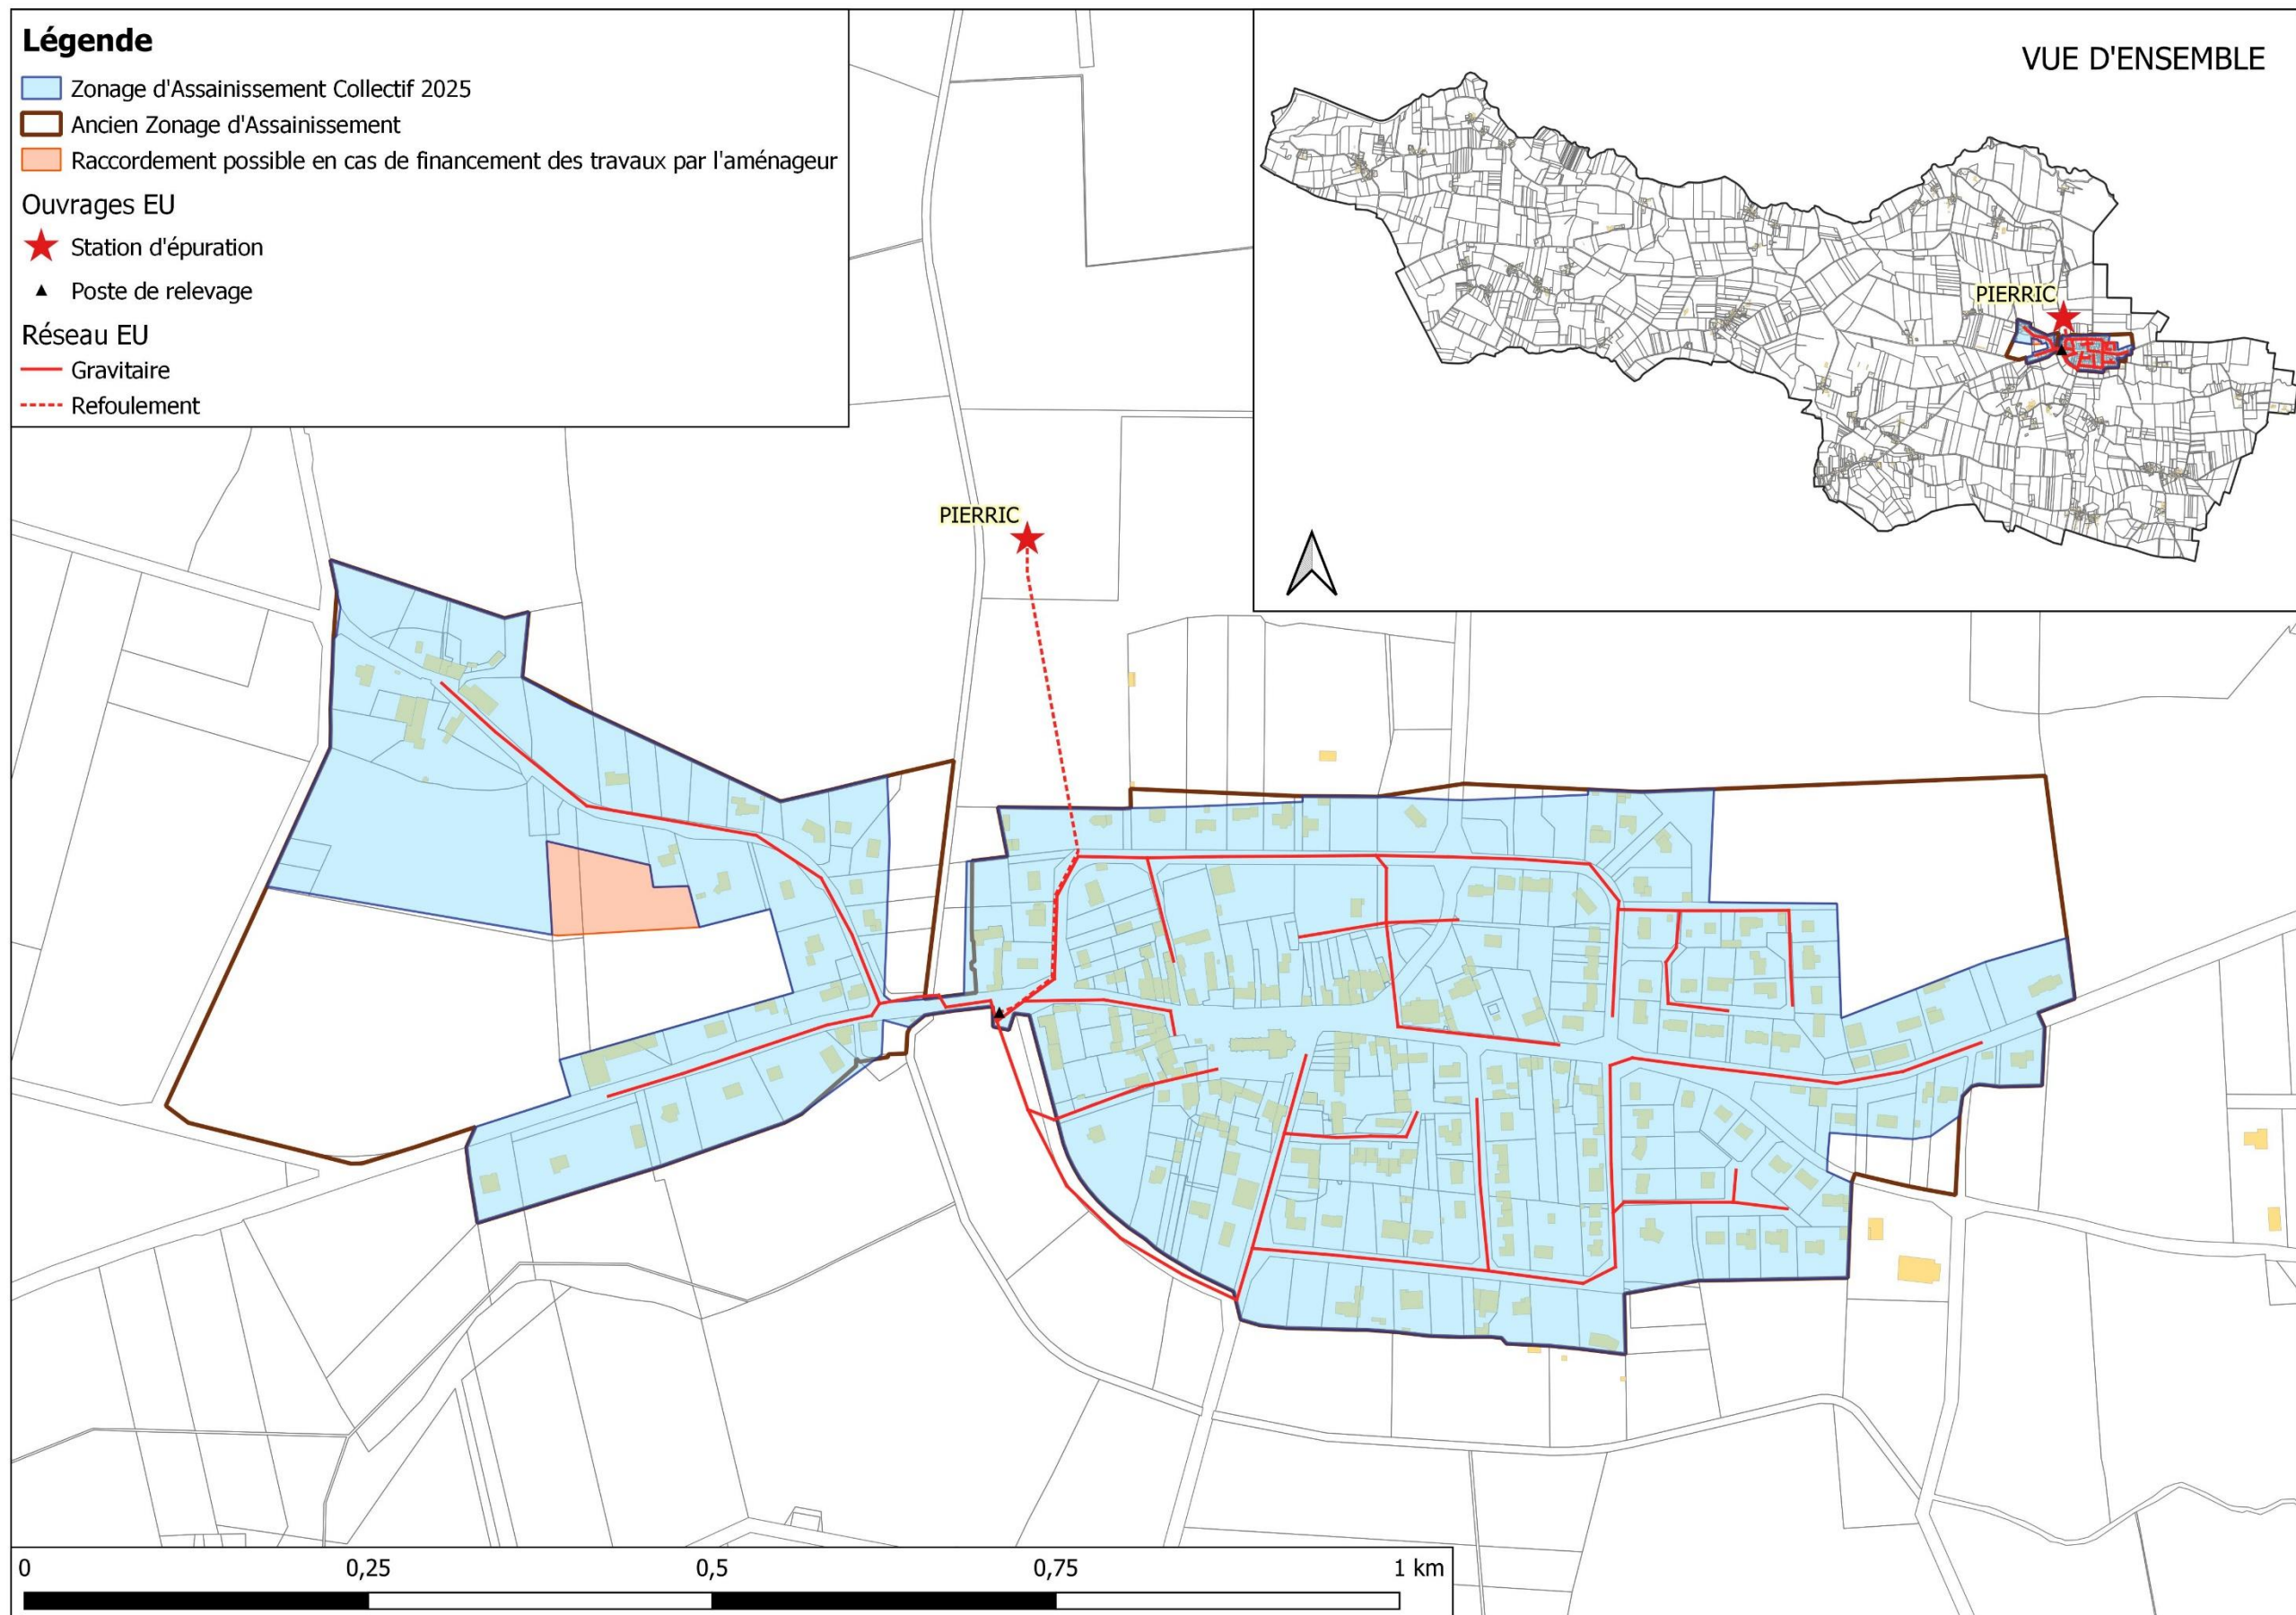 Légende
Zonage d'Assainissement Collectif 2025
Ancien Zonage d'Assainissement
Raccordement possible en cas de financement des travaux par l'aménageur
Ouvrages EU
Station d'épuration
Poste de relevage
Réseau EU
Gravitaire
Refoulement
VUE D'ENSEMBLE
PIERRIC
PIERRIC
0 0,25 0,5 0,75 1 km